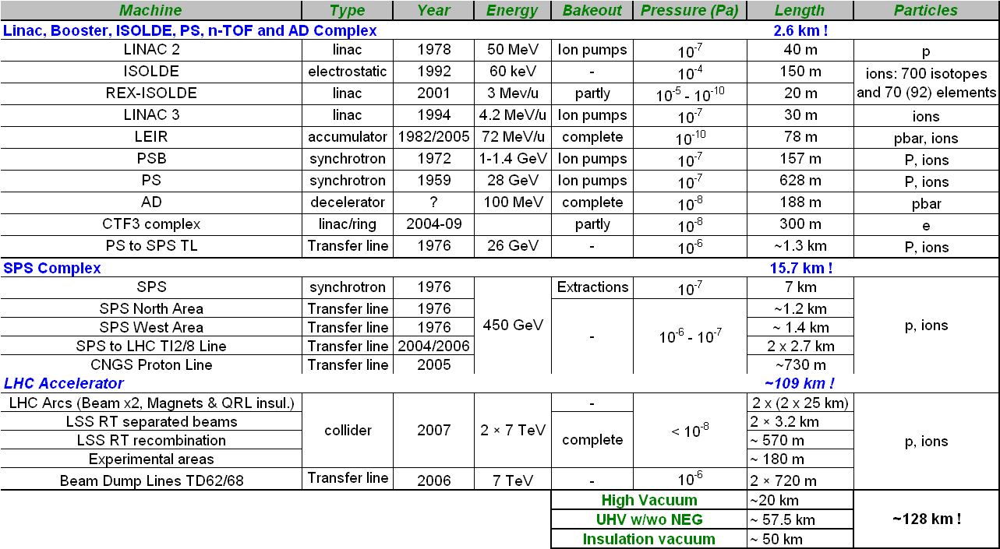 Machine Type Year Energy Bakeout Pressure (Pa) Length Particles
Linac, Booster, ISOLDE, PS, n-TOF and AD Complex 2.6 km !
LINAC 2 linac 1978 50 MeV Ion pumps 10⁻⁷ 40 m p
ISOLDE electrostatic 1992 60 keV - 10⁻⁴ 150 m ions: 700 isotopes
REX-ISOLDE linac 2001 3 Mev/u partly 10⁻⁵ - 10⁻¹⁰ 20 m and 70 (92) elements
LINAC 3 linac 1994 4.2 MeV/u Ion pumps 10⁻⁷ 30 m ions
LEIR accumulator 1982/2005 72 MeV/u complete 10⁻¹⁰ 78 m pbar, ions
PSB synchrotron 1972 1-1.4 GeV Ion pumps 10⁻⁷ 157 m P, ions
PS synchrotron 1959 28 GeV Ion pumps 10⁻⁷ 628 m P, ions
AD decelerator ? 100 MeV complete 10⁻⁸ 188 m pbar
CTF3 complex linac/ring 2004-09 partly 10⁻⁸ 300 m e
PS to SPS TL Transfer line 1976 26 GeV - 10⁻⁶ ~1.3 km P, ions
SPS Complex 15.7 km !
SPS synchrotron 1976 Extractions 10⁻⁷ 7 km
SPS North Area Transfer line 1976 ~1.2 km
SPS West Area Transfer line 1976 450 GeV - 10⁻⁶ - 10⁻⁷ ~ 1.4 km p, ions
SPS to LHC TI2/8 Line Transfer line 2004/2006 2 x 2.7 km
CNGS Proton Line Transfer line 2005 ~730 m
LHC Accelerator ~109 km !
LHC Arcs (Beam x2, Magnets & QRL insul.) - 2 x (2 x 25 km)
LSS RT separated beams collider 2007 2 × 7 TeV complete < 10⁻⁸ 2 × 3.2 km
LSS RT recombination ~ 570 m p, ions
Experimental areas ~ 180 m
Beam Dump Lines TD62/68 Transfer line 2006 7 TeV - 10⁻⁶ 2 × 720 m
High Vacuum ~20 km
UHV w/wo NEG ~ 57.5 km ~128 km !
Insulation vacuum ~ 50 km